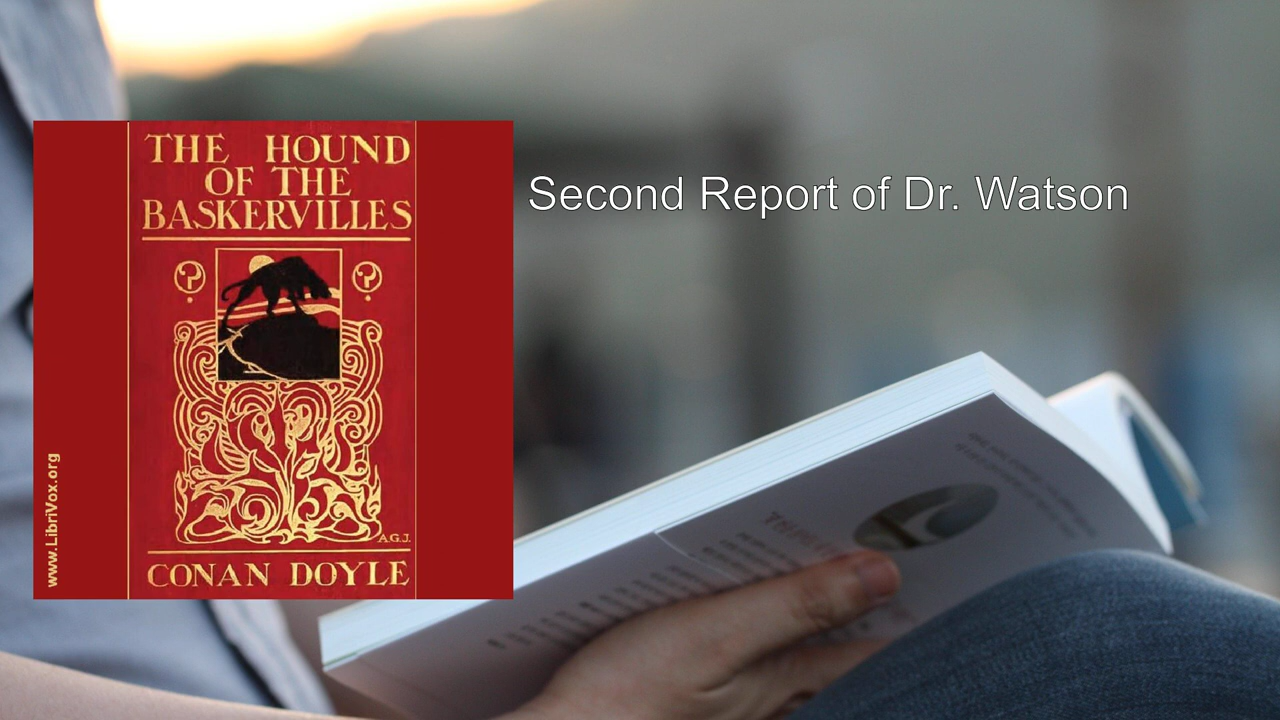 THE HOUND
OF THE
BASKERVILLES
? ?
A.G.J.
CONAN DOYLE
www.LibriVox.org
Second Report of Dr. Watson